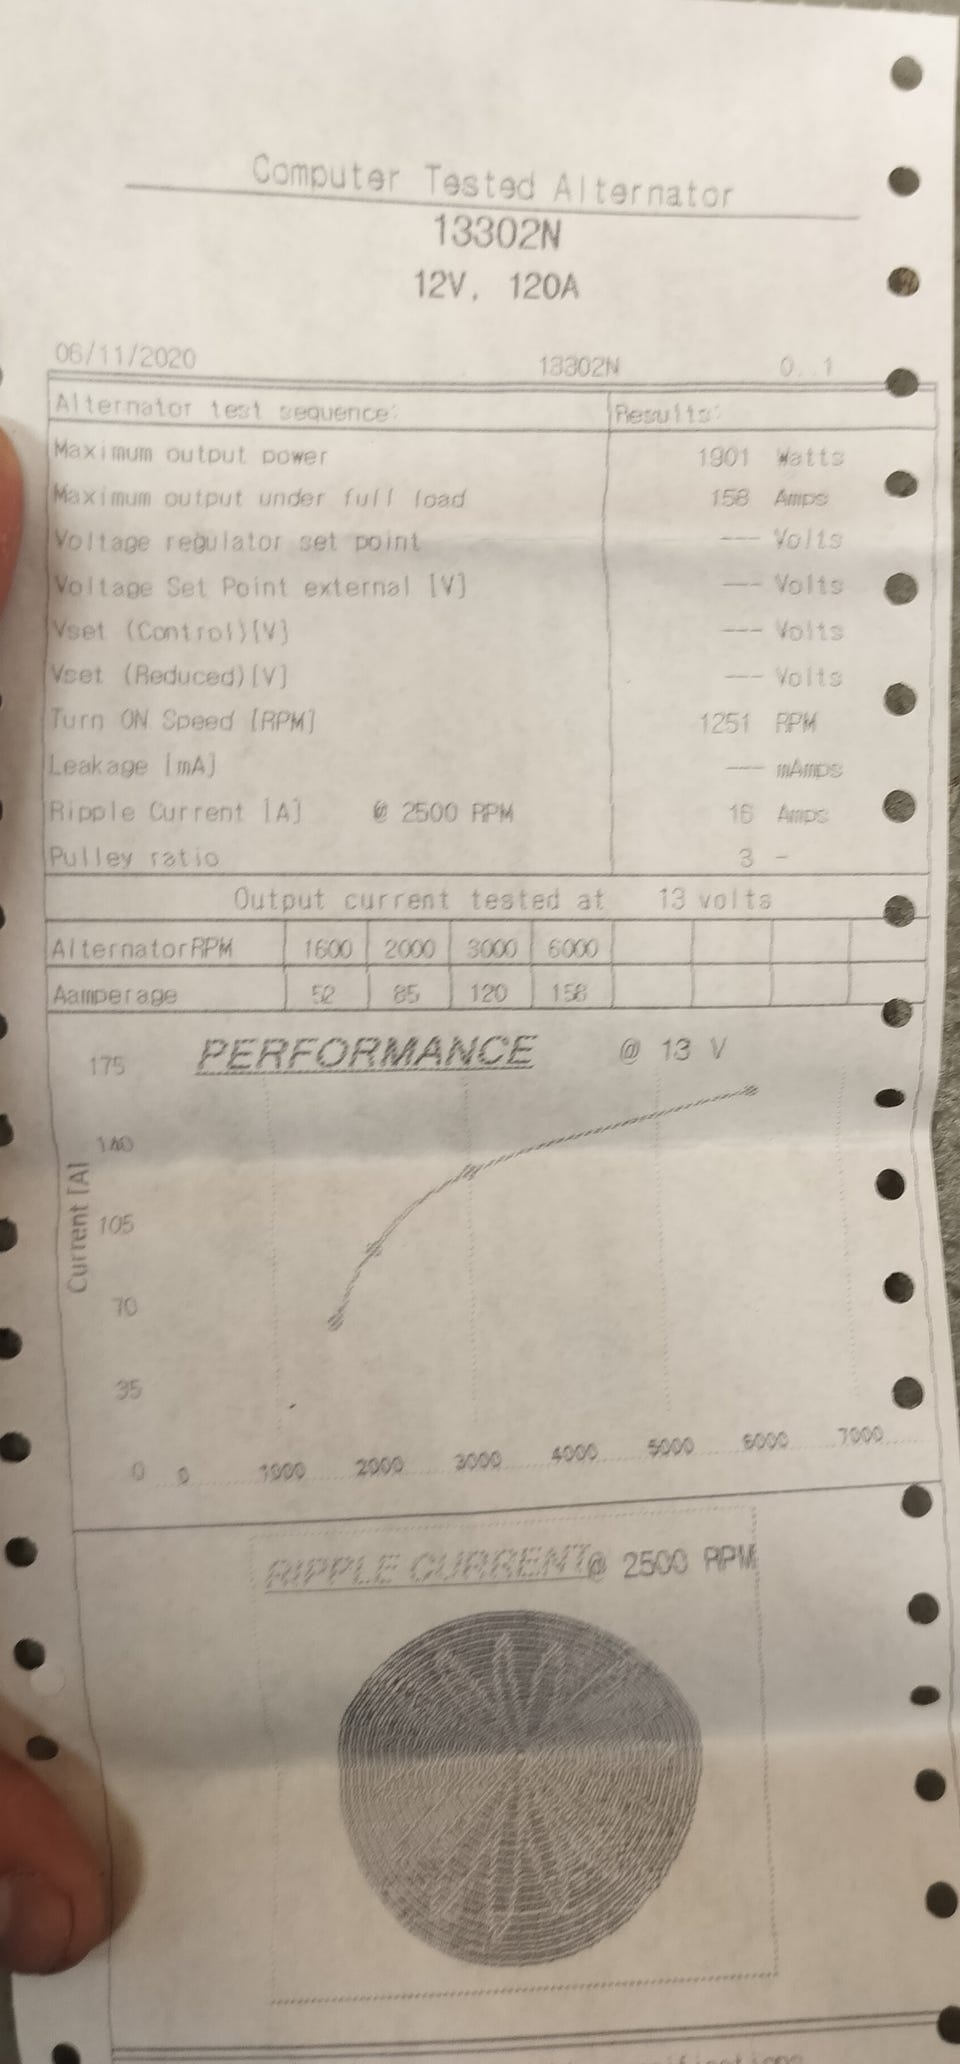 Computer Tested Alternator
13302N
12V, 120A
06/11/2020 13302N 0..1
Alternator test sequence: Results:
Maximum output power 1901 Watts
Maximum output under full load 158 Amps
Voltage regulator set point --- Volts
Voltage Set Point external [V] --- Volts
Vset (Control)[V] --- Volts
Vset (Reduced)[V] --- Volts
Turn ON Speed [RPM] 1251 RPM
Leakage [mA] --- mAmps
Ripple Current [A] @ 2500 RPM 16 Amps
Pulley ratio 3 -
Output current tested at 13 volts
AlternatorRPM 1600 2000 3000 6000
Aamperage 52 85 120 158
PERFORMANCE @ 13 V
175
140
105
70
35
0
Current [A]
0 1000 2000 3000 4000 5000 6000 7000
RIPPLE CURRENT@ 2500 RPM